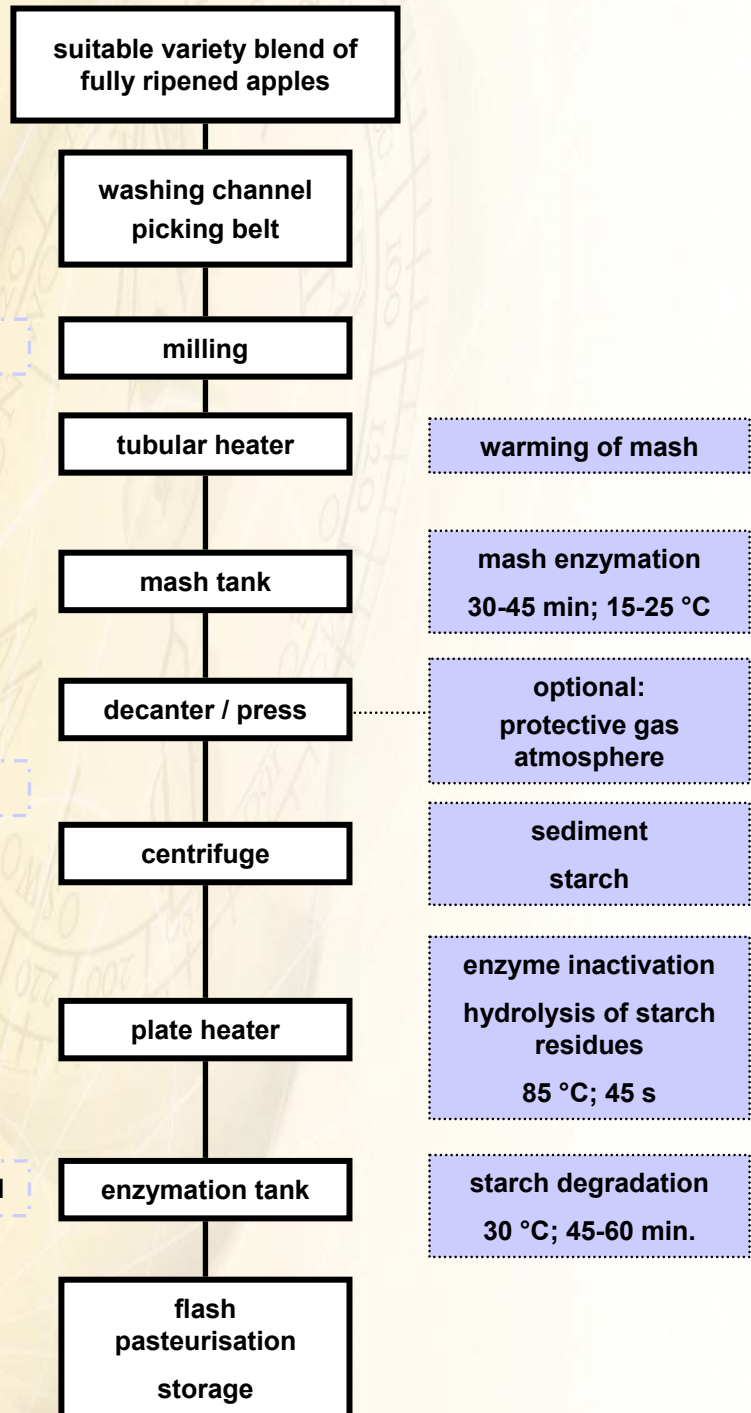 suitable variety blend of
fully ripened apples
washing channel
picking belt
milling
tubular heater
warming of mash
mash tank
mash enzymation
30-45 min; 15-25 °C
decanter / press
optional:
protective gas
atmosphere
centrifuge
sediment
starch
plate heater
enzyme inactivation
hydrolysis of starch
residues
85 °C; 45 s
enzymation tank
starch degradation
30 °C; 45-60 min.
flash
pasteurisation
storage